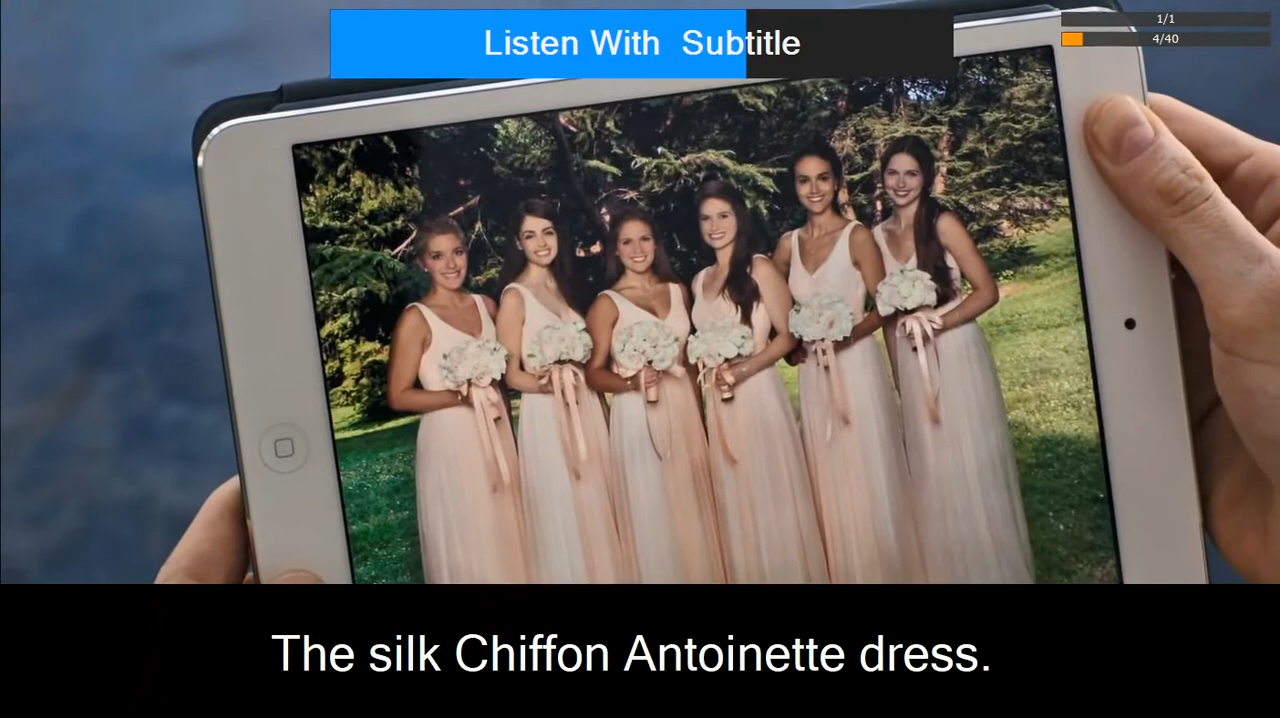 Listen With  Subtitle
1/1
4/40
The silk Chiffon Antoinette dress.